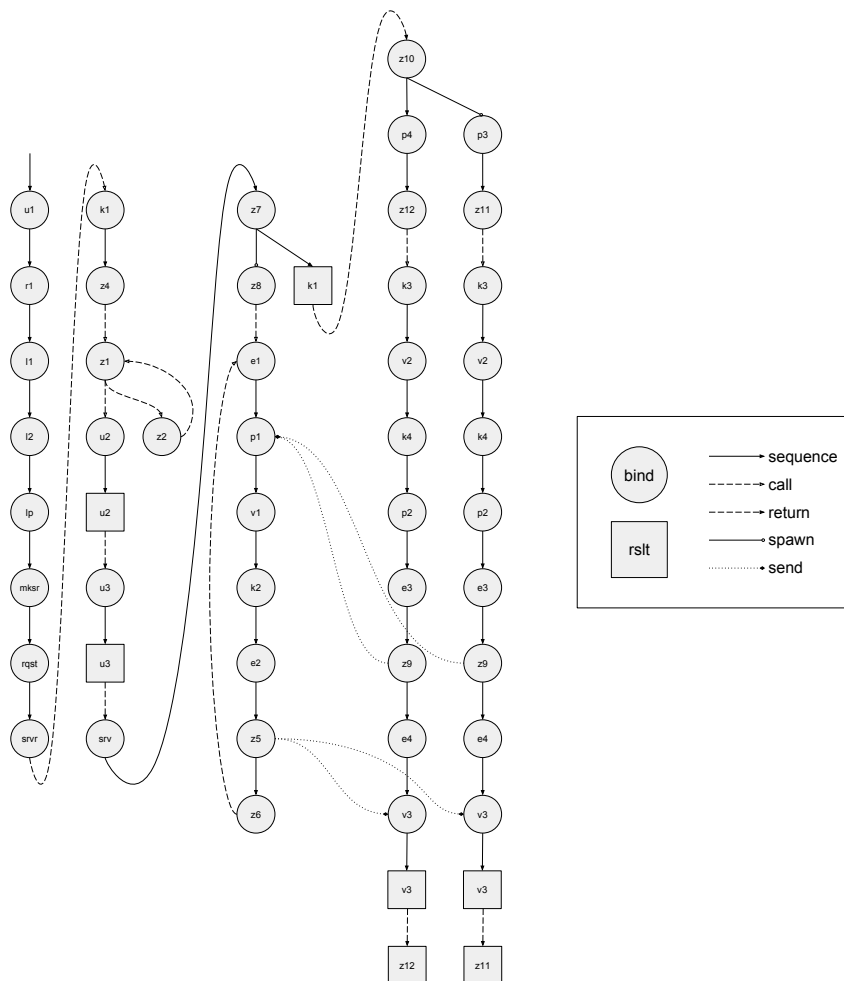 z10
p4
p3
u1
k1
z7
z12
z11
r1
z4
z8
k1
k3
k3
l1
z1
e1
v2
v2
l2
u2
z2
p1
k4
k4
bind
sequence
call
return
spawn
send
rslt
lp
u2
v1
p2
p2
mksr
u3
k2
e3
e3
rqst
u3
e2
z9
z9
srvr
srv
z5
e4
e4
z6
v3
v3
v3
v3
z12
z11